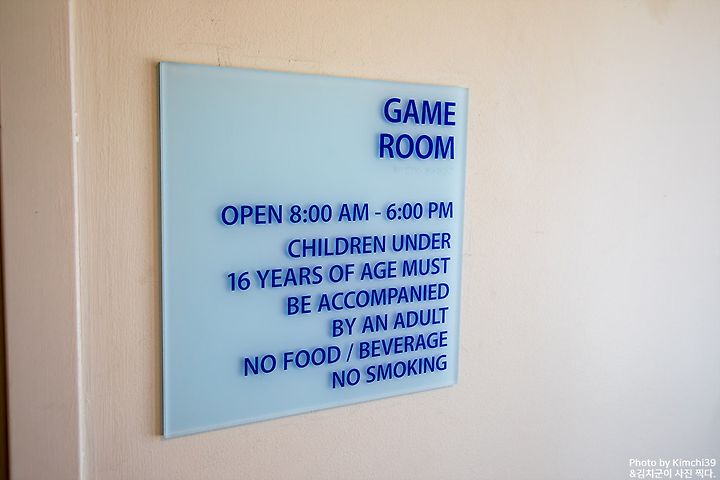 GAME
ROOM
OPEN 8:00 AM - 6:00 PM
CHILDREN UNDER
16 YEARS OF AGE MUST
BE ACCOMPANIED
BY AN ADULT
NO FOOD / BEVERAGE
NO SMOKING
Photo by Kimchi39
&김치군이 사진 찍다.